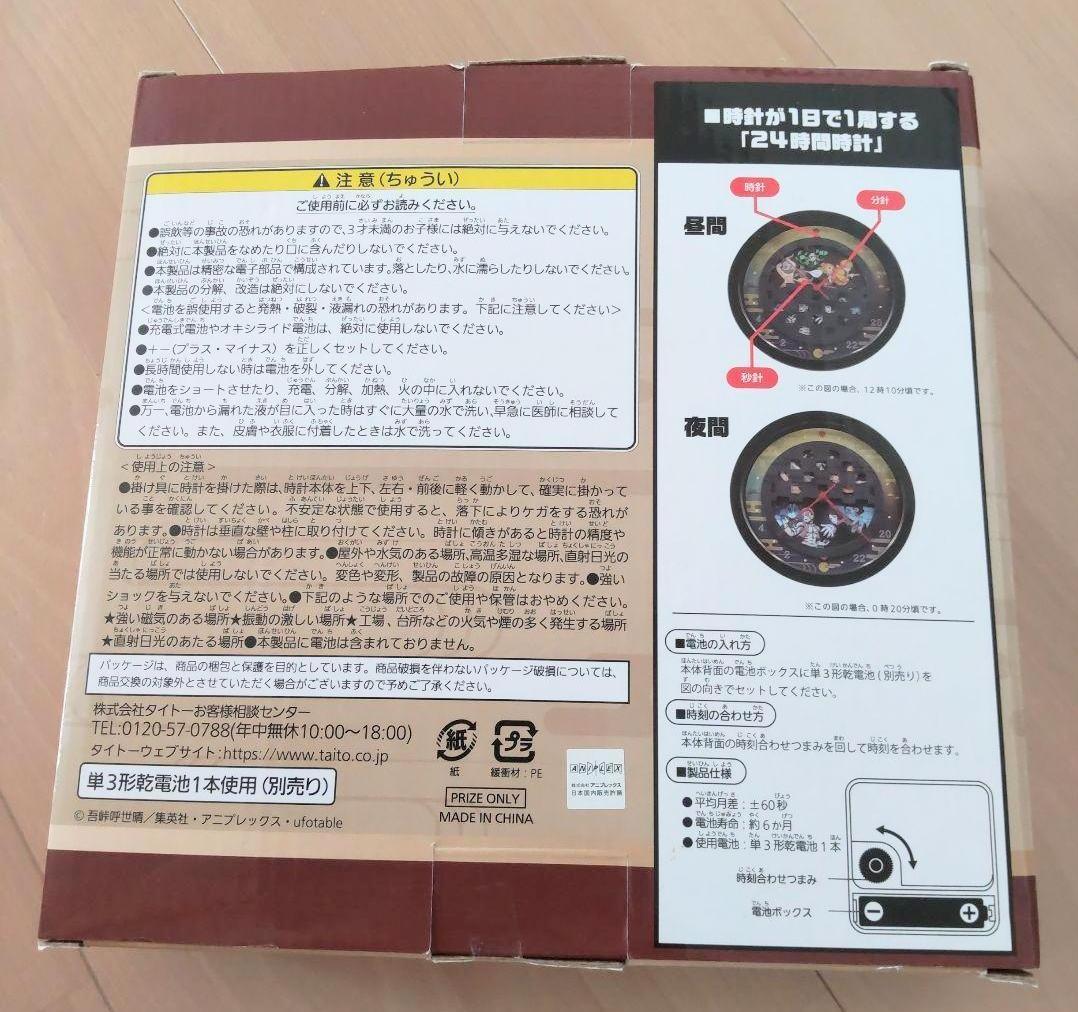 ⚠注意(ちゅうい)
ご使用前に必ずお読みください。
●誤飲等の事故の恐れがありますので、3才未満のお子様には絶対に与えないでください。
●絶対に本製品をなめたり口に含んだりしないでください。
●本製品は精密な電子部品で構成されています。落としたり、水に濡らしたりしないでください。
●本製品の分解、改造は絶対にしないでください。
<電池を誤使用すると発熱・破裂・液漏れの恐れがあります。下記に注意してください>
●充電式電池やオキシライド電池は、絶対に使用しないでください。
●+-(プラス・マイナス)を正しくセットしてください。
●長時間使用しない時は電池を外してください。
●電池をショートさせたり、充電、分解、加熱、火の中に入れないでください。
●万一、電池から漏れた液が目に入った時はすぐに大量の水で洗い、早急に医師に相談して
ください。また、皮膚や衣服に付着したときは水で洗ってください。
<使用上の注意>
●掛け具に時計を掛けた際は、時計本体を上下、左右・前後に軽く動かして、確実に掛かって
いる事を確認してください。不安定な状態で使用すると、落下によりケガをする恐れが
あります。●時計は垂直な壁や柱に取り付けてください。時計に傾きがあると時計の精度や
機能が正常に動かない場合があります。●屋外や水気のある場所、高温多湿な場所、直射日光の
当たる場所では使用しないでください。変色や変形、製品の故障の原因となります。●強い
ショックを与えないでください。●下記のような場所でのご使用や保管はおやめください。
★強い磁気のある場所★振動の激しい場所★工場、台所などの火気や煙の多く発生する場所
★直射日光のあたる場所●本製品に電池は含まれておりません。
パッケージは、商品の梱包と保護を目的としています。商品破損を伴わないパッケージ破損については、
商品交換の対象外とさせていただく場合がございますので予めご了承ください。
株式会社タイトーお客様相談センター
TEL:0120-57-0788(年中無休10:00〜18:00)
タイトーウェブサイト:https://www.taito.co.jp
単3形乾電池1本使用(別売り)
©吾峠呼世晴/集英社・アニプレックス・ufotable
紙
紙
プラ
緩衝材:PE
PRIZE ONLY
MADE IN CHINA
ANIPLEX
株式会社アニプレックス
日本国内販売許諾
■時針が1日で1周する
「24時間時計」
昼間
時針
分針
秒針
20
22
2
4
※この図の場合、12時10分頃です。
夜間
20
22
2
4
※この図の場合、0時20分頃です。
■電池の入れ方
本体背面の電池ボックスに単3形乾電池(別売り)を
図の向きでセットしてください。
■時刻の合わせ方
本体背面の時刻合わせつまみを回して時刻を合わせます。
■製品仕様
●平均月差:±60秒
●電池寿命:約6か月
●使用電池:単3形乾電池1本
時刻合わせつまみ
電池ボックス